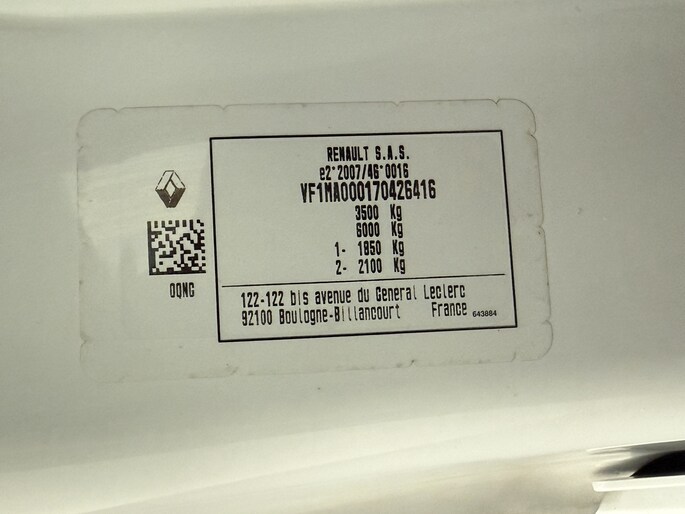 RENAULT S.A.S.
e2*2007/46*0016
VF1MA000170426416
3500 Kg
6000 Kg
1- 1850 Kg
2- 2100 Kg
0QNG
122-122 bis avenue du General Leclerc
92100 Boulogne-Billancourt France 643884